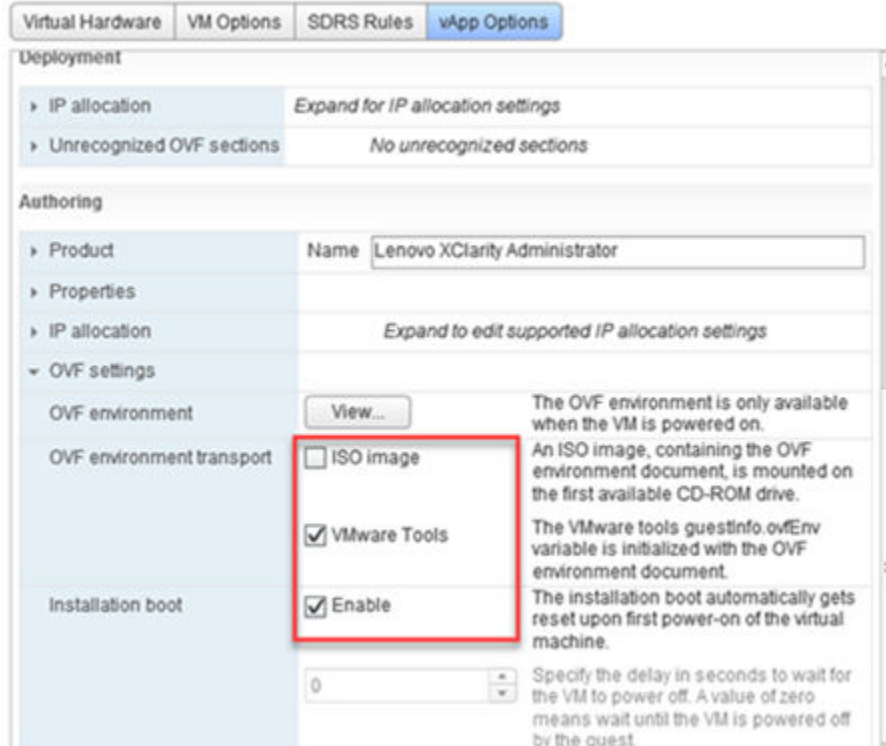 Virtual Hardware VM Options SDRS Rules vApp Options
Deployment
IP allocation Expand for IP allocation settings
Unrecognized OVF sections No unrecognized sections
Authoring
Product Name Lenovo XClarity Administrator
Properties
IP allocation Expand to edit supported IP allocation settings
OVF settings
OVF environment View... The OVF environment is only available
when the VM is powered on.
OVF environment transport ISO image An ISO image, containing the OVF
environment document, is mounted on
the first available CD-ROM drive.
VMware Tools The VMware tools guestInfo.ovfEnv
variable is initialized with the OVF
environment document.
Installation boot Enable The installation boot automatically gets
reset upon first power-on of the virtual
machine.
0 Specify the delay in seconds to wait for
the VM to power off. A value of zero
means wait until the VM is powered off
by the guest.